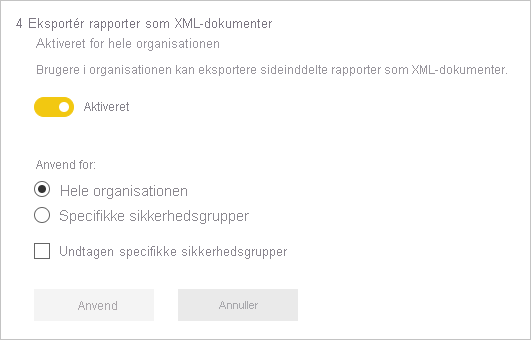 4 Eksportér rapporter som XML-dokumenter
Aktiveret for hele organisationen
Brugere i organisationen kan eksportere sideinddelte rapporter som XML-dokumenter.
Aktiveret
Anvend for:
Hele organisationen
Specifikke sikkerhedsgrupper
Undtagen specifikke sikkerhedsgrupper
Anvend Annuller